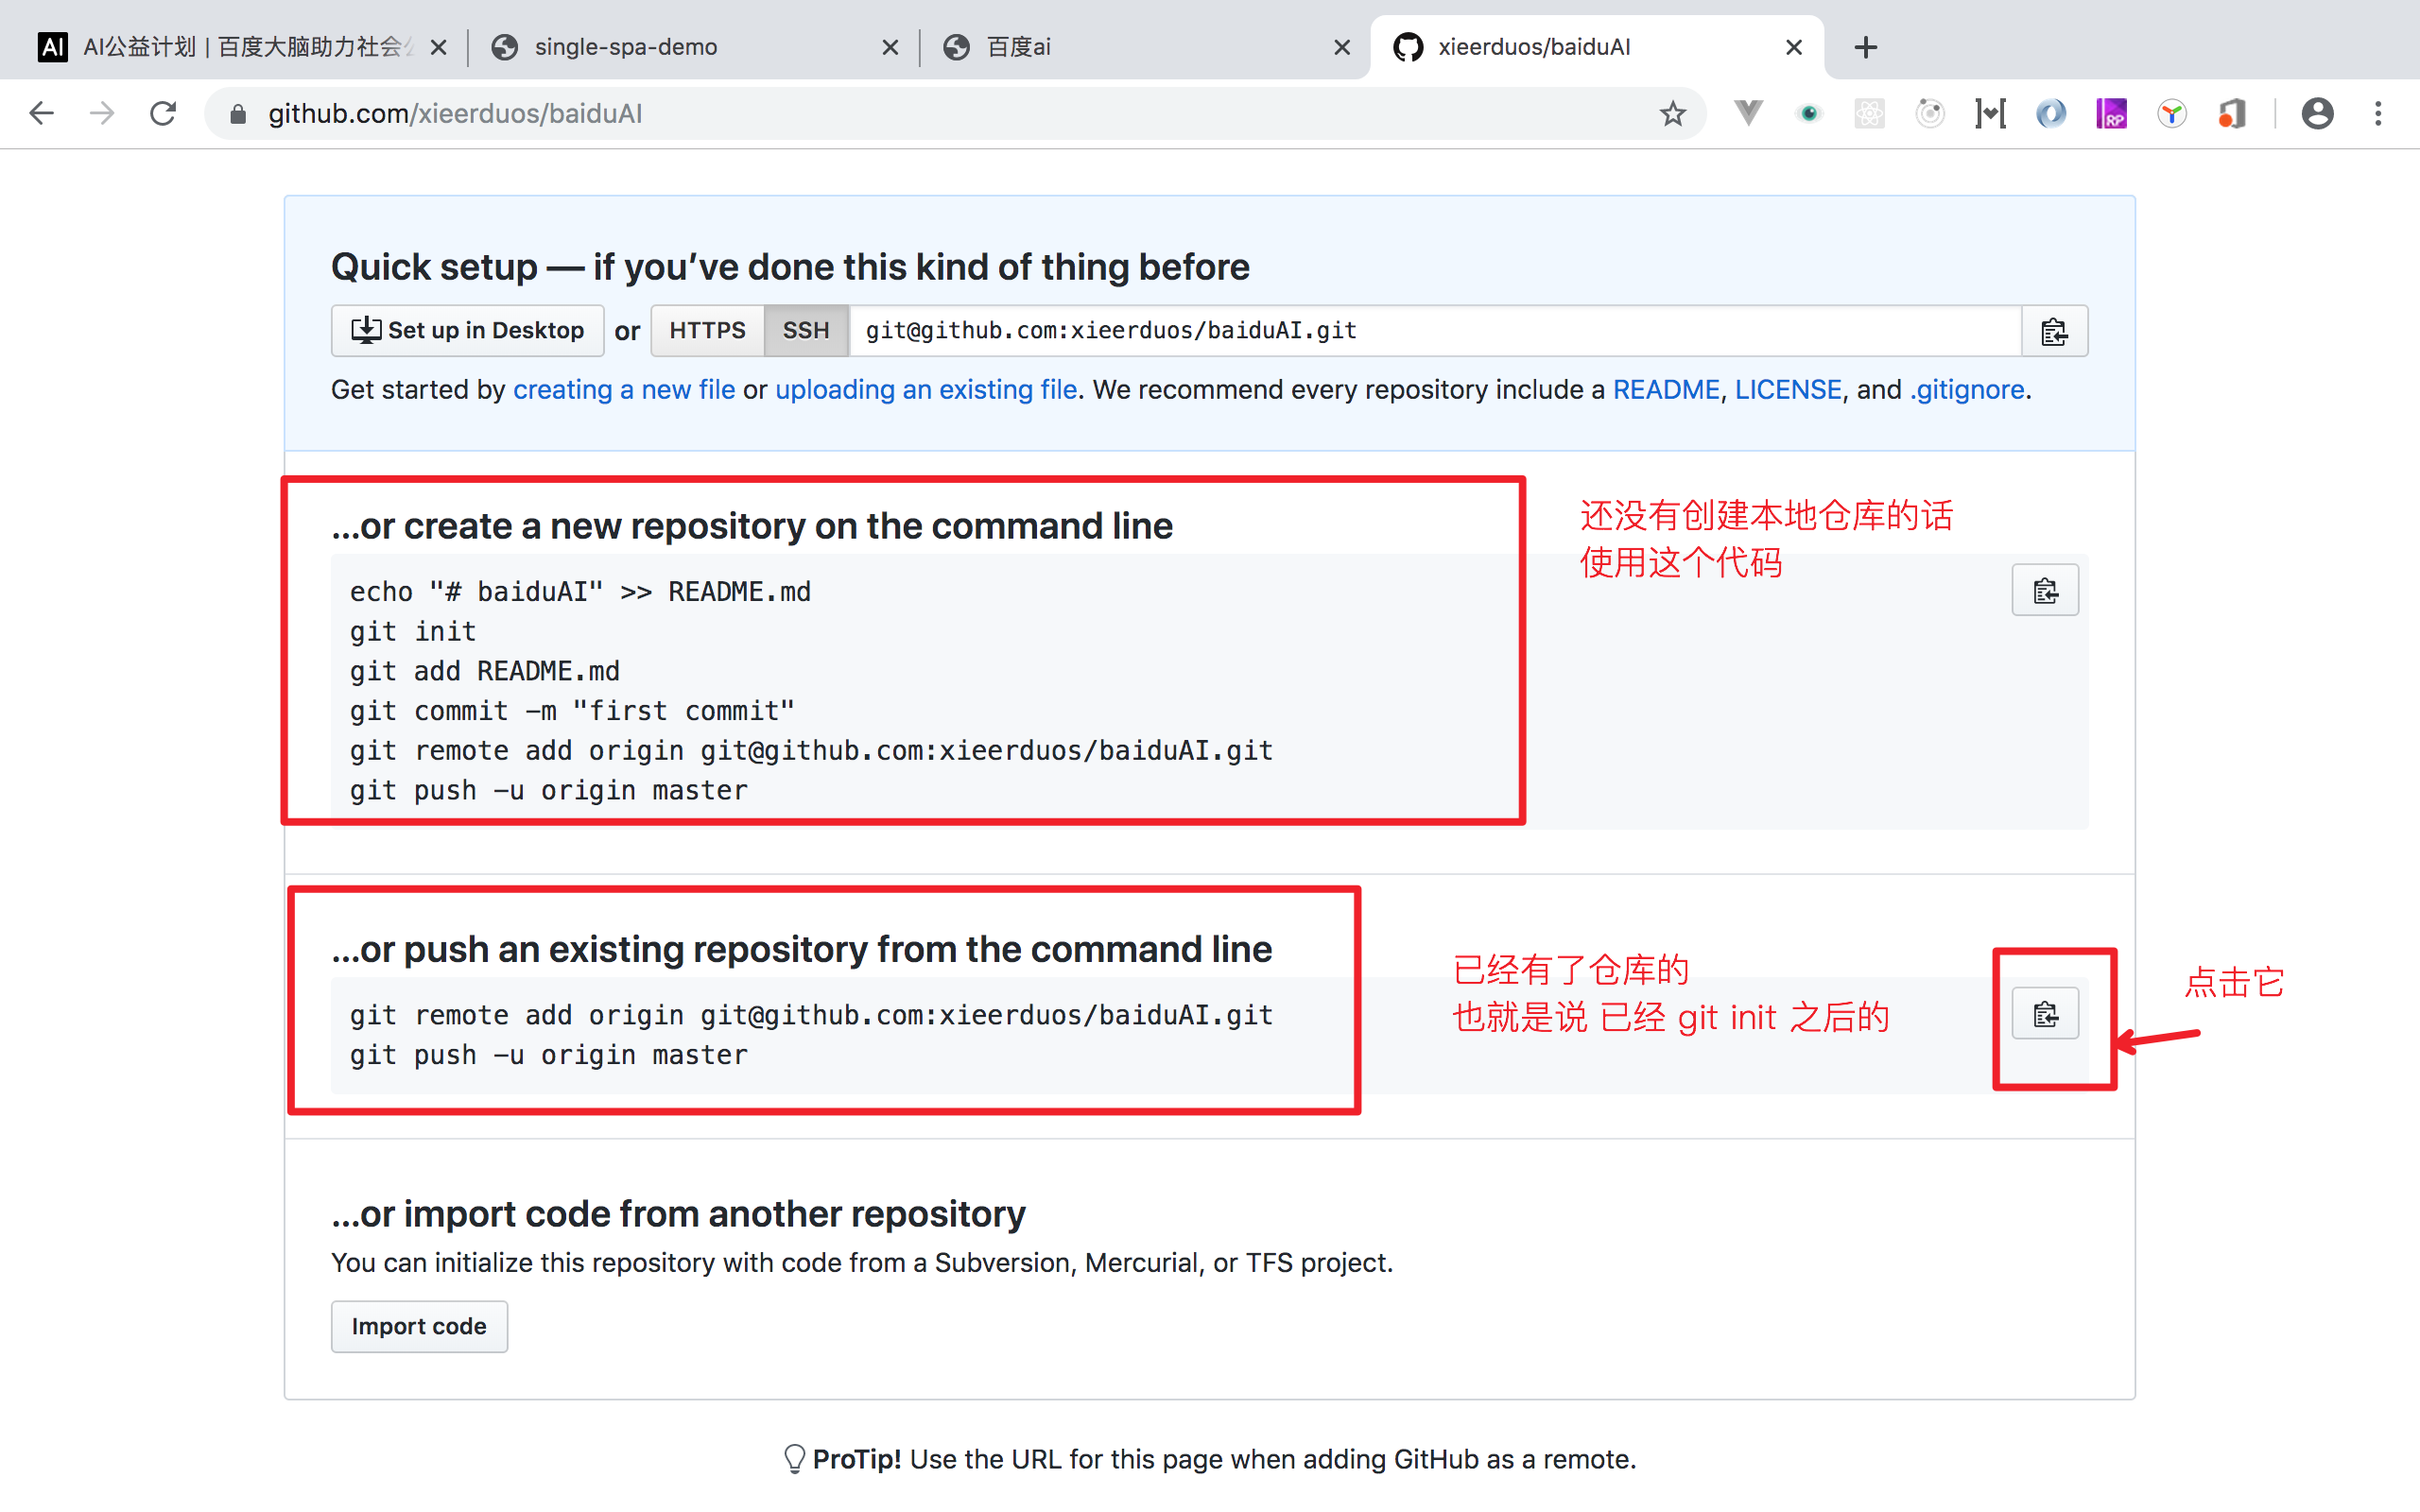 AI AI公益计划 | 百度大脑助力社会
single-spa-demo
百度ai
xieerduos/baiduAI
github.com/xieerduos/baiduAI
RP
Quick setup — if you’ve done this kind of thing before
Set up in Desktop or HTTPS SSH git@github.com:xieerduos/baiduAI.git
Get started by creating a new file or uploading an existing file. We recommend every repository include a README, LICENSE, and .gitignore.
…or create a new repository on the command line
还没有创建本地仓库的话
使用这个代码
echo "# baiduAI" >> README.md
git init
git add README.md
git commit -m "first commit"
git remote add origin git@github.com:xieerduos/baiduAI.git
git push -u origin master
…or push an existing repository from the command line
已经有了仓库的
也就是说 已经 git init 之后的
点击它
git remote add origin git@github.com:xieerduos/baiduAI.git
git push -u origin master
…or import code from another repository
You can initialize this repository with code from a Subversion, Mercurial, or TFS project.
Import code
ProTip! Use the URL for this page when adding GitHub as a remote.